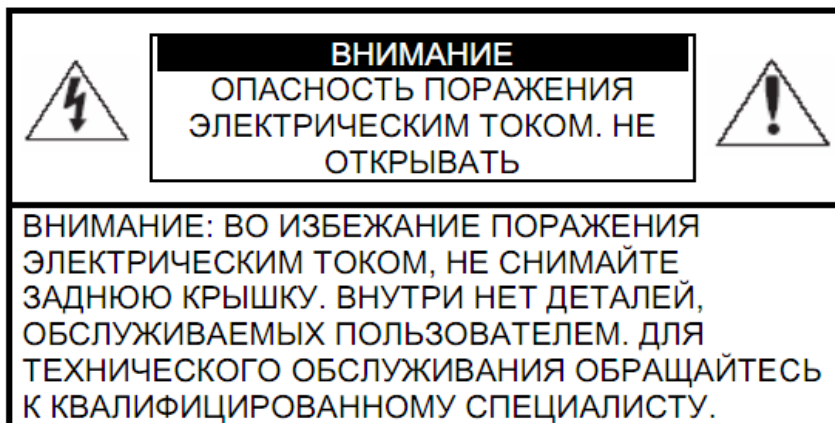 ВНИМАНИЕ
ОПАСНОСТЬ ПОРАЖЕНИЯ
ЭЛЕКТРИЧЕСКИМ ТОКОМ. НЕ
ОТКРЫВАТЬ
ВНИМАНИЕ: ВО ИЗБЕЖАНИЕ ПОРАЖЕНИЯ
ЭЛЕКТРИЧЕСКИМ ТОКОМ, НЕ СНИМАЙТЕ
ЗАДНЮЮ КРЫШКУ. ВНУТРИ НЕТ ДЕТАЛЕЙ,
ОБСЛУЖИВАЕМЫХ ПОЛЬЗОВАТЕЛЕМ. ДЛЯ
ТЕХНИЧЕСКОГО ОБСЛУЖИВАНИЯ ОБРАЩАЙТЕСЬ
К КВАЛИФИЦИРОВАННОМУ СПЕЦИАЛИСТУ.